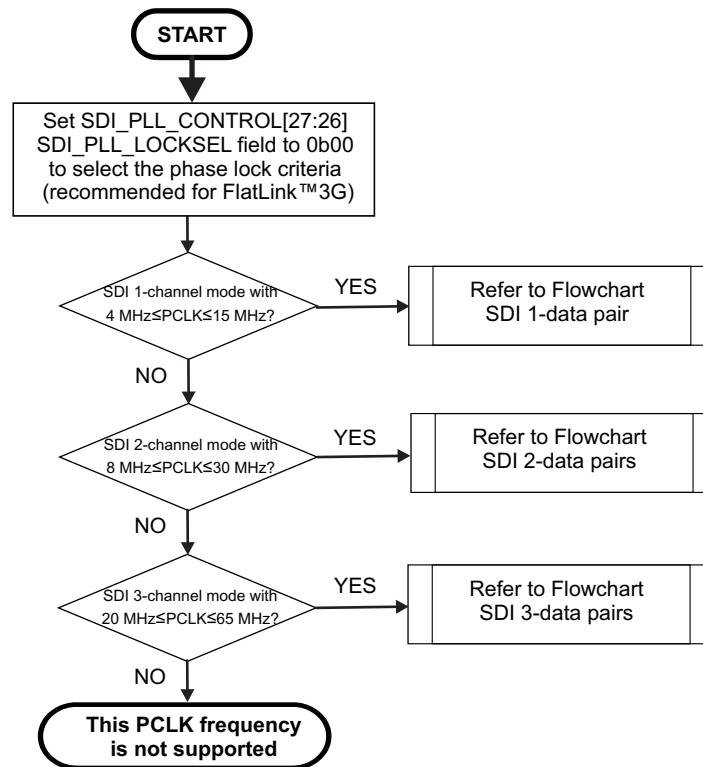 START
Set SDI_PLL_CONTROL[27:26]
SDI_PLL_LOCKSEL field to 0b00
to select the phase lock criteria
(recommended for FlatLink™3G)
SDI 1-channel mode with
4 MHz≤PCLK≤15 MHz?
YES
Refer to Flowchart
SDI 1-data pair
NO
SDI 2-channel mode with
8 MHz≤PCLK≤30 MHz?
YES
Refer to Flowchart
SDI 2-data pairs
NO
SDI 3-channel mode with
20 MHz≤PCLK≤65 MHz?
YES
Refer to Flowchart
SDI 3-data pairs
NO
This PCLK frequency
is not supported